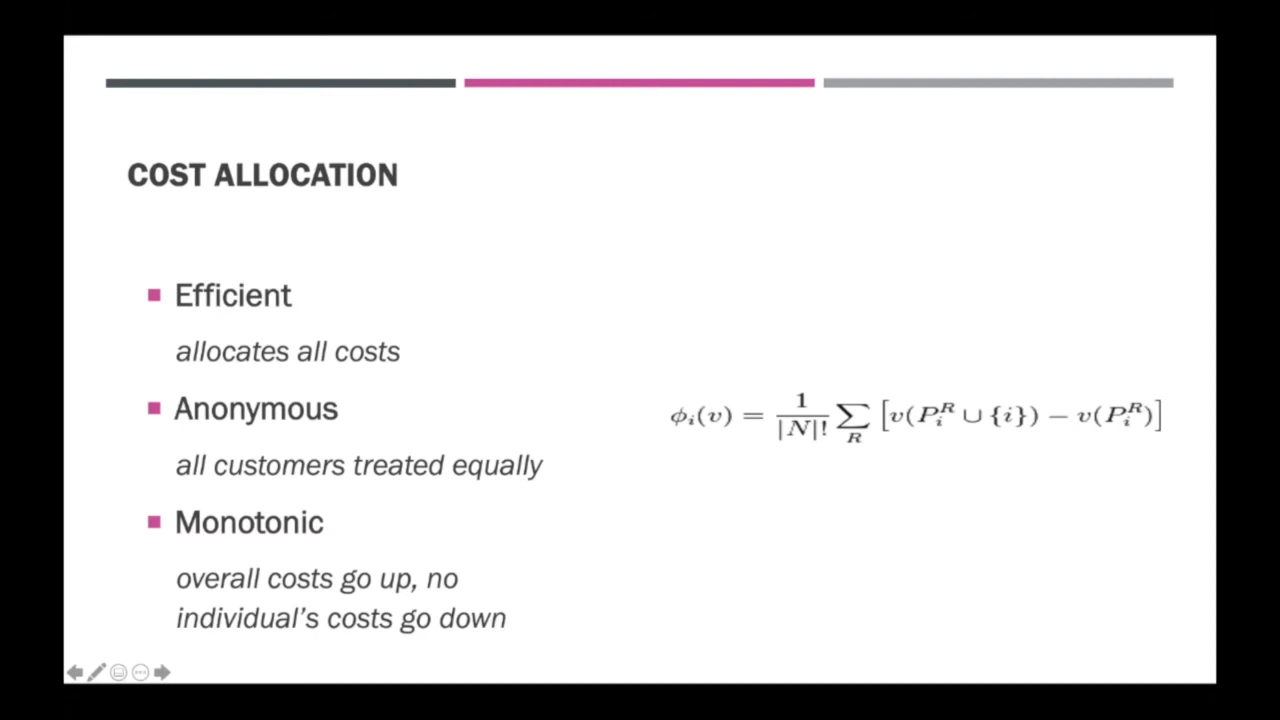 COST ALLOCATION
Efficient
allocates all costs
Anonymous
all customers treated equally
Monotonic
overall costs go up, no
individual's costs go down
ϕᵢ(v) = 1/|N|! ∑_R [v(Pᵢᴿ ∪ {i}) − v(Pᵢᴿ)]